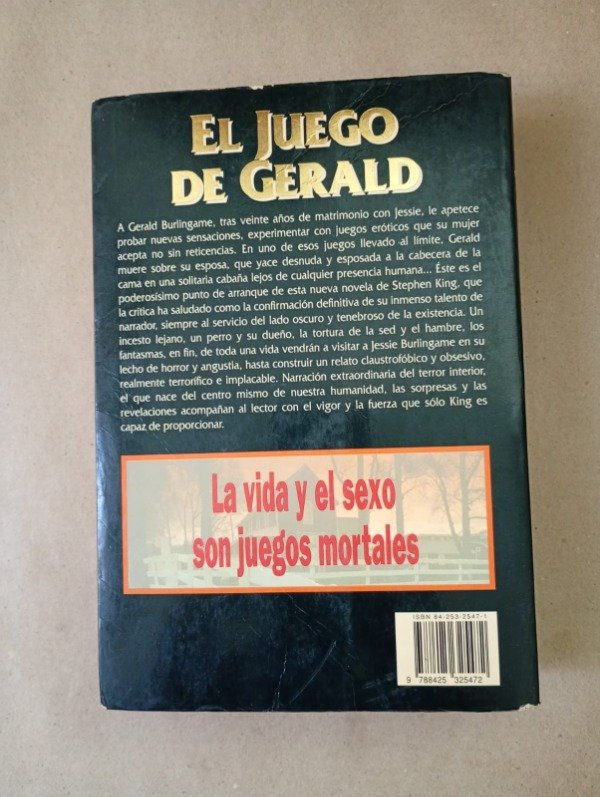 EL JUEGO
DE GERALD
A Gerald Burlingame, tras veinte años de matrimonio con Jessie, le apetece
probar nuevas sensaciones, experimentar con juegos eróticos que su mujer
acepta no sin reticencias. En uno de esos juegos llevado al límite, Gerald
muere sobre su esposa, que yace desnuda y esposada a la cabecera de la
cama en una solitaria cabaña lejos de cualquier presencia humana... Éste es el
poderosísimo punto de arranque de esta nueva novela de Stephen King, que
la crítica ha saludado como la confirmación definitiva de su inmenso talento de
narrador, siempre al servicio del lado oscuro y tenebroso de la existencia. Un
incesto lejano, un perro y su dueño, la tortura de la sed y el hambre, los
fantasmas, en fin, de toda una vida vendrán a visitar a Jessie Burlingame en su
lecho de horror y angustia, hasta construir un relato claustrofóbico y obsesivo,
realmente terrorífico e implacable. Narración extraordinaria del terror interior,
el que nace del centro mismo de nuestra humanidad, las sorpresas y las
revelaciones acompañan al lector con el vigor y la fuerza que sólo King es
capaz de proporcionar.
La vida y el sexo
son juegos mortales
ISBN 84-253-2547-1
9 788425 325472